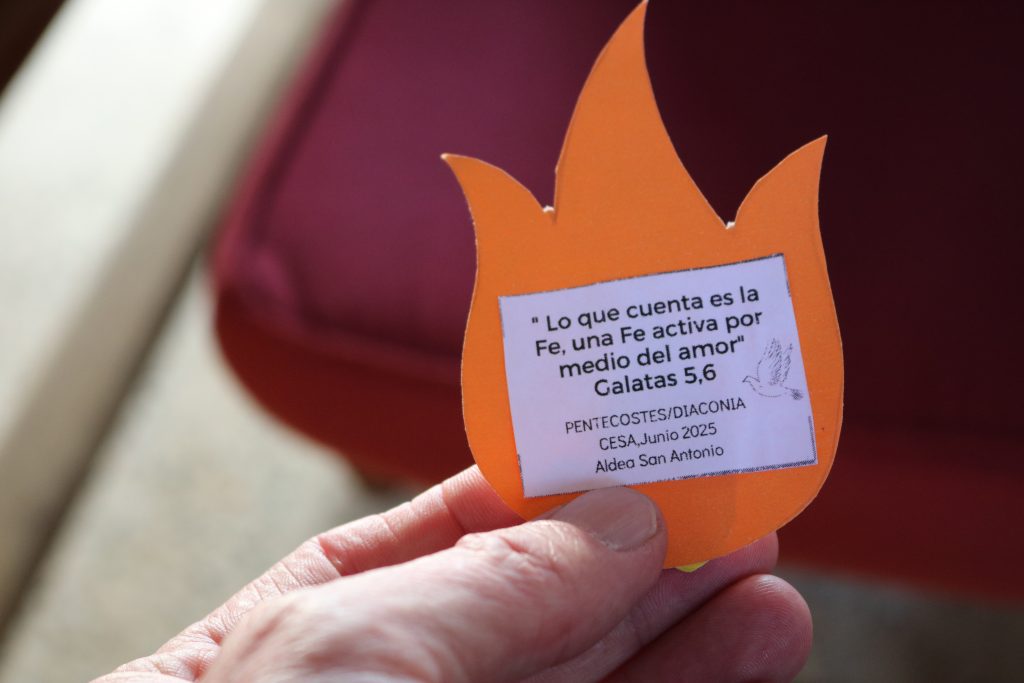 " Lo que cuenta es la
Fe, una Fe activa por
medio del amor"
Galatas 5,6
PENTECOSTES/DIACONIA
CESA,Junio 2025
Aldea San Antonio